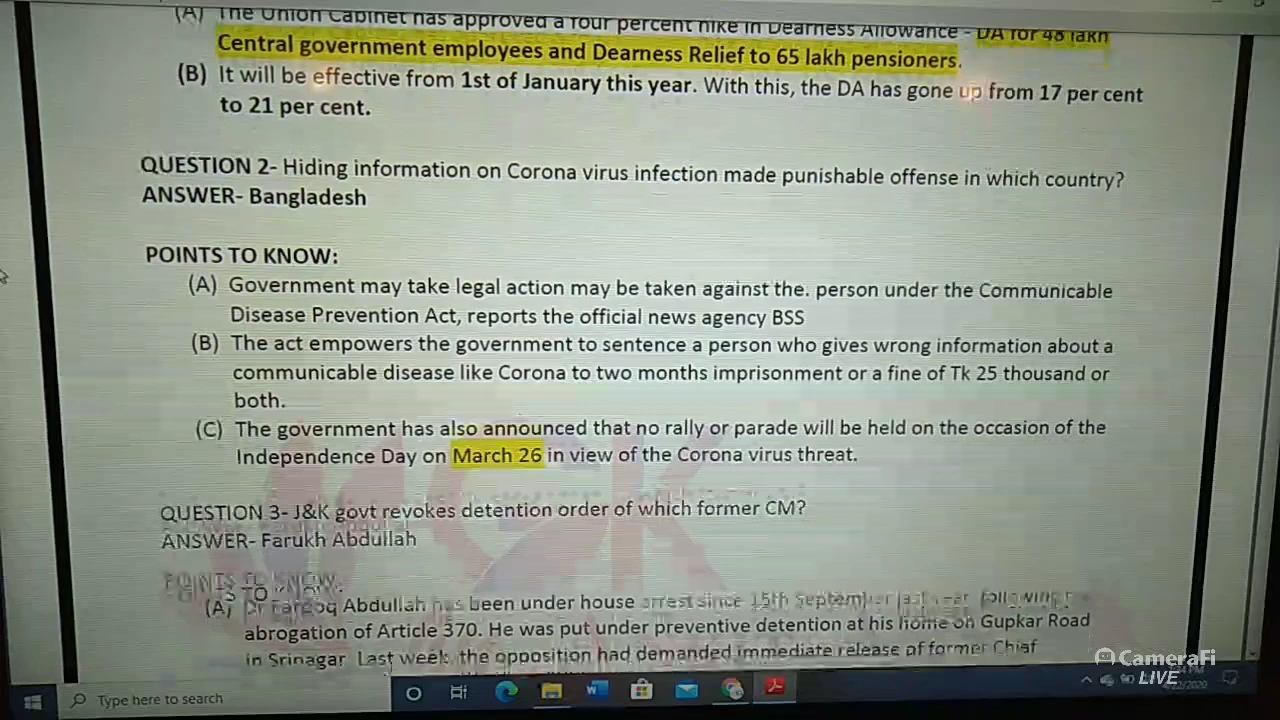 (A) The Union Cabinet has approved a four percent hike in Dearness Allowance - DA for 48 lakh
Central government employees and Dearness Relief to 65 lakh pensioners.
(B) It will be effective from 1st of January this year. With this, the DA has gone up from 17 per cent
to 21 per cent.
QUESTION 2- Hiding information on Corona virus infection made punishable offense in which country?
ANSWER- Bangladesh
POINTS TO KNOW:
(A) Government may take legal action may be taken against the. person under the Communicable
Disease Prevention Act, reports the official news agency BSS
(B) The act empowers the government to sentence a person who gives wrong information about a
communicable disease like Corona to two months imprisonment or a fine of Tk 25 thousand or
both.
(C) The government has also announced that no rally or parade will be held on the occasion of the
Independence Day on March 26 in view of the Corona virus threat.
QUESTION 3- J&K govt revokes detention order of which former CM?
ANSWER- Farukh Abdullah
POINTS TO KNOW:
(A) Dr Farooq Abdullah has been under house arrest since 15th September last year following
abrogation of Article 370. He was put under preventive detention at his home on Gupkar Road
in Srinagar. Last week, the opposition had demanded immediate release of former Chief
CameraFi
LIVE
Type here to search